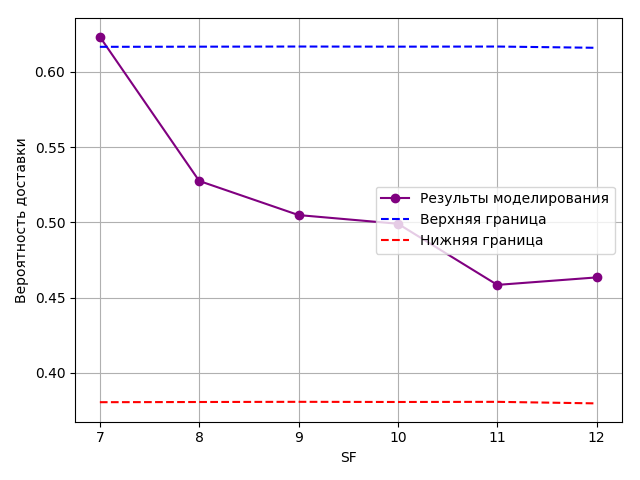 0.60
0.55
0.50
0.45
0.40
Вероятность доставки
Результы моделирования
Верхняя граница
Нижняя граница
7 8 9 10 11 12
SF